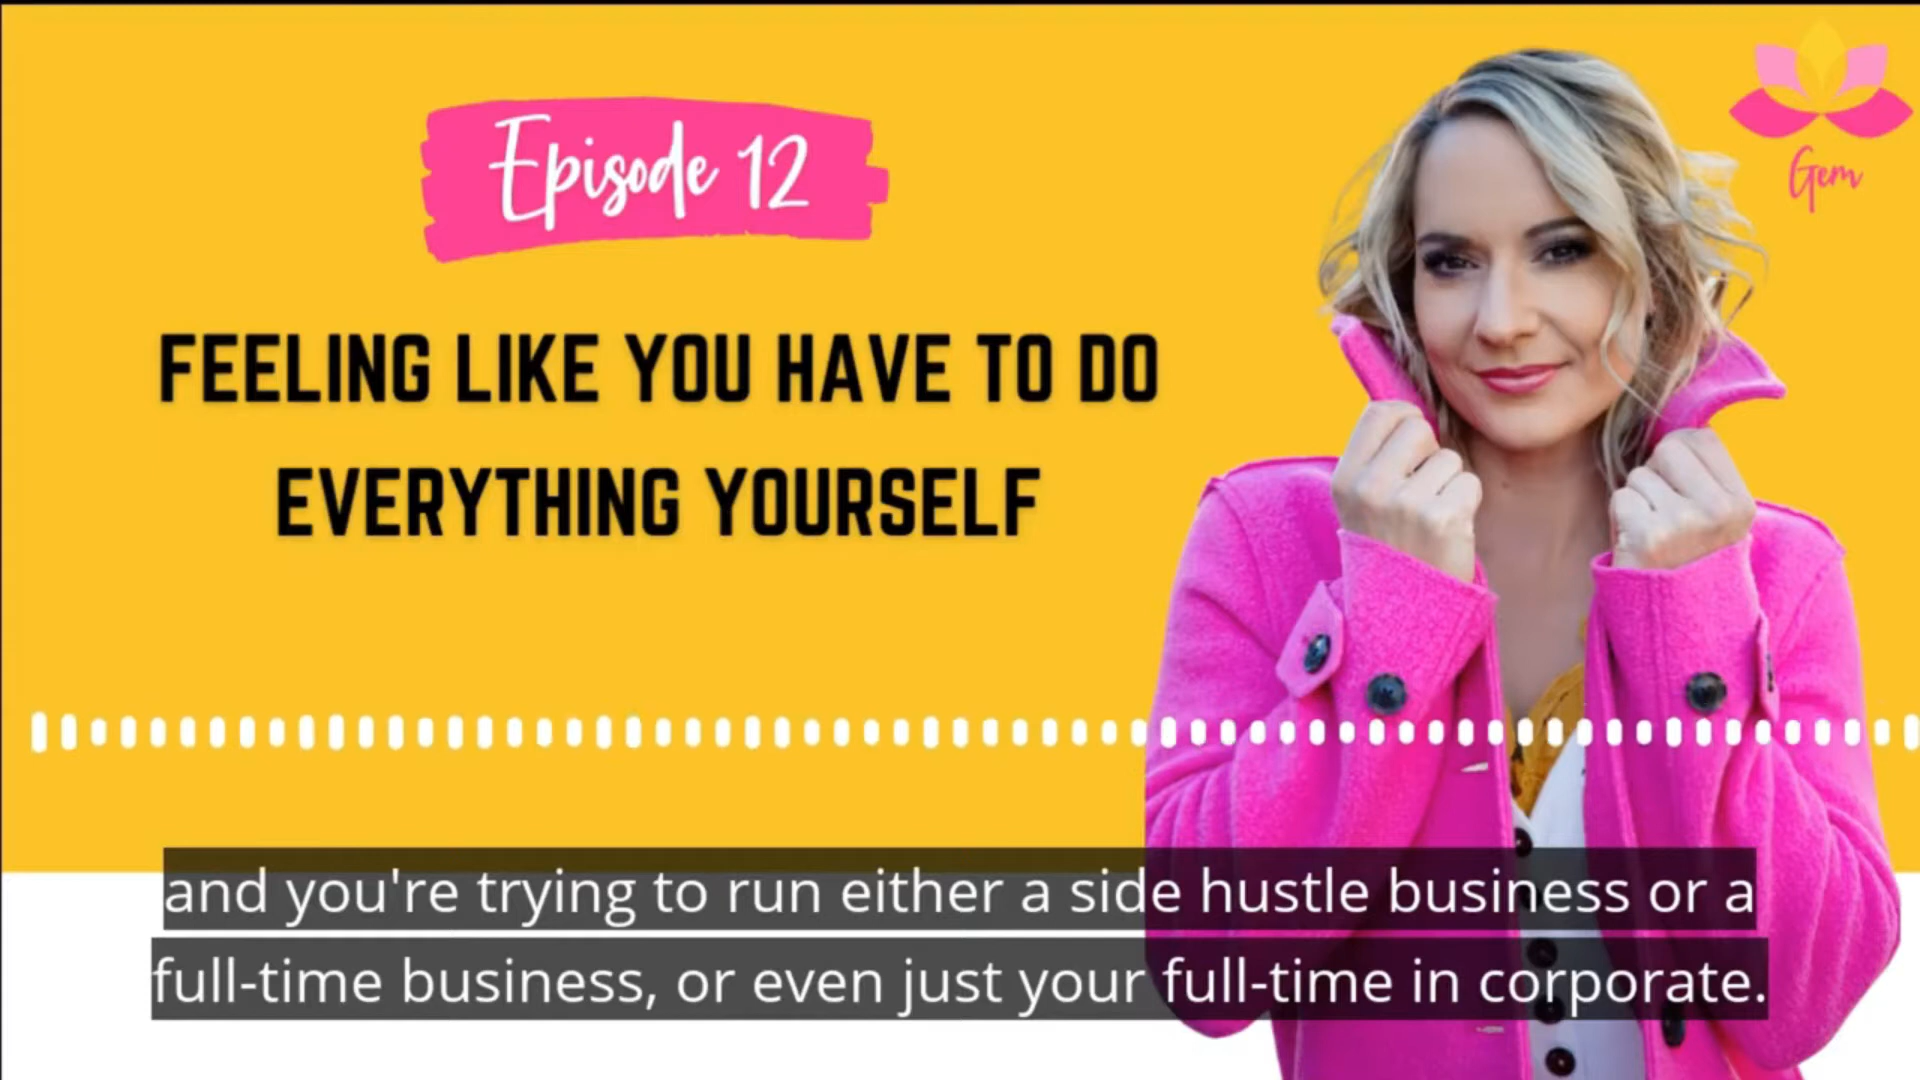 Episode 12
Gem
FEELING LIKE YOU HAVE TO DO
EVERYTHING YOURSELF
and you're trying to run either a side hustle business or a
full-time business, or even just your full-time in corporate.